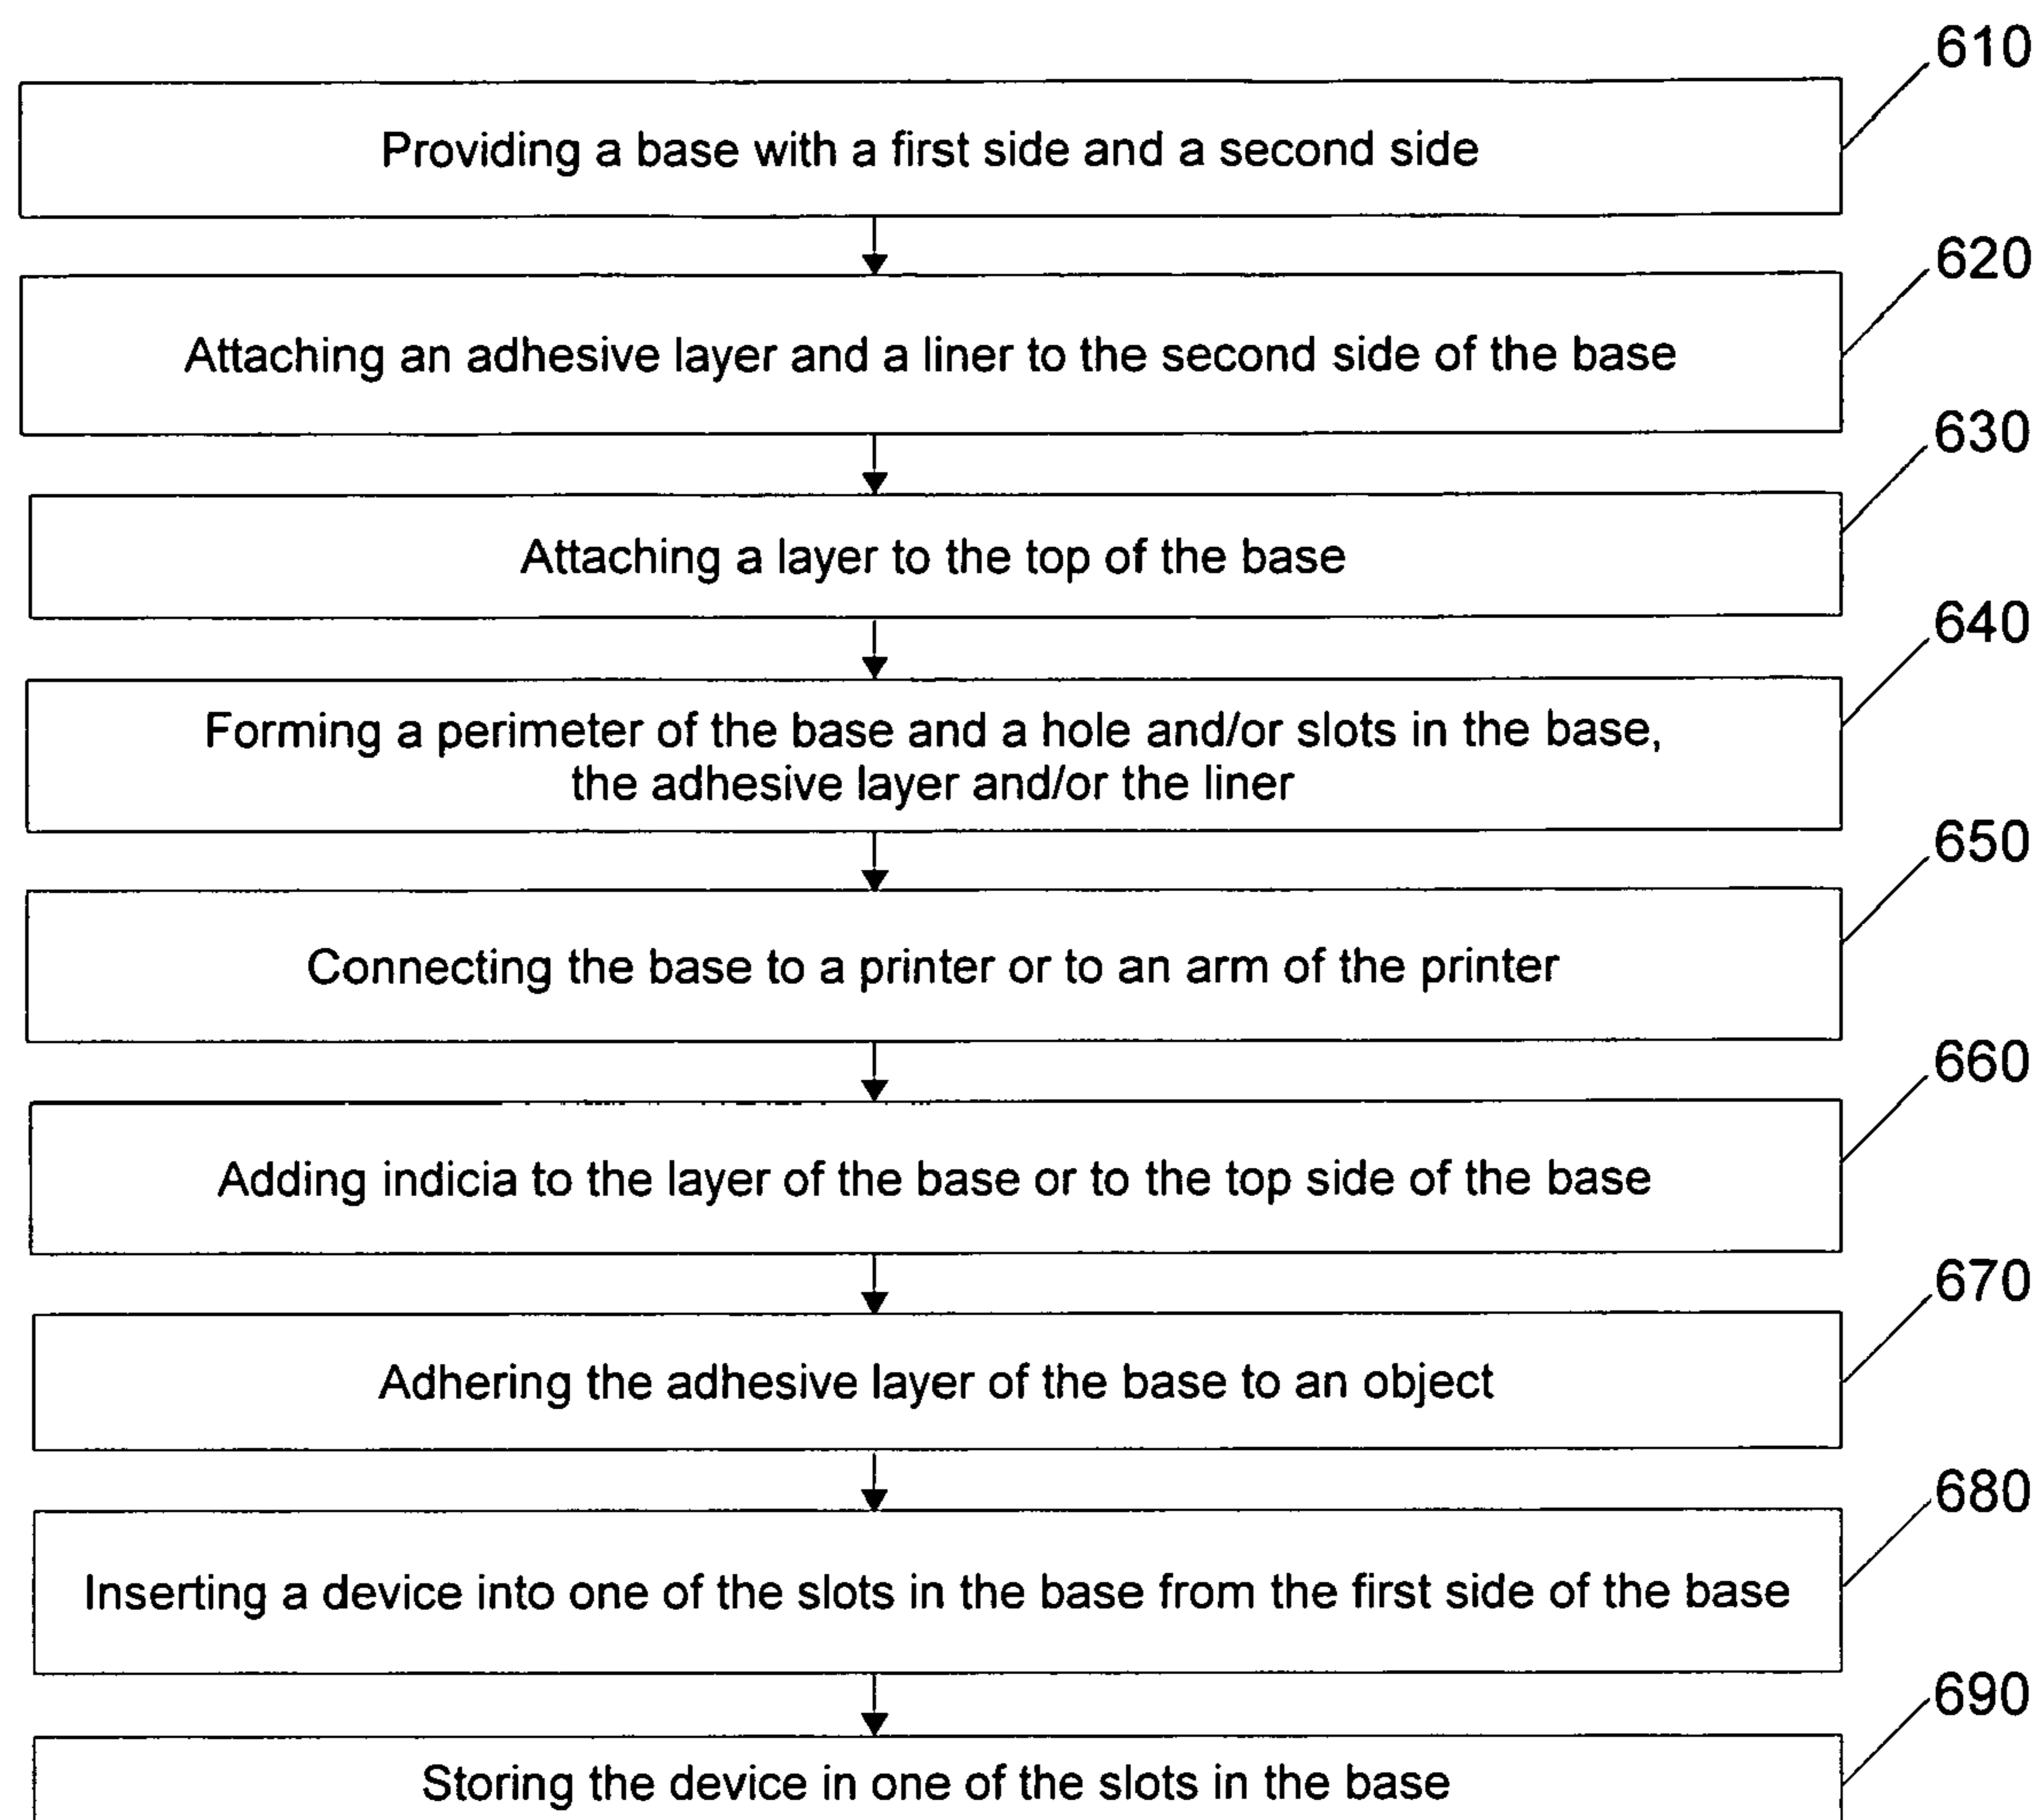 610
Providing a base with a first side and a second side
620
Attaching an adhesive layer and a liner to the second side of the base
630
Attaching a layer to the top of the base
640
Forming a perimeter of the base and a hole and/or slots in the base,
the adhesive layer and/or the liner
650
Connecting the base to a printer or to an arm of the printer
660
Adding indicia to the layer of the base or to the top side of the base
670
Adhering the adhesive layer of the base to an object
680
Inserting a device into one of the slots in the base from the first side of the base
690
Storing the device in one of the slots in the base